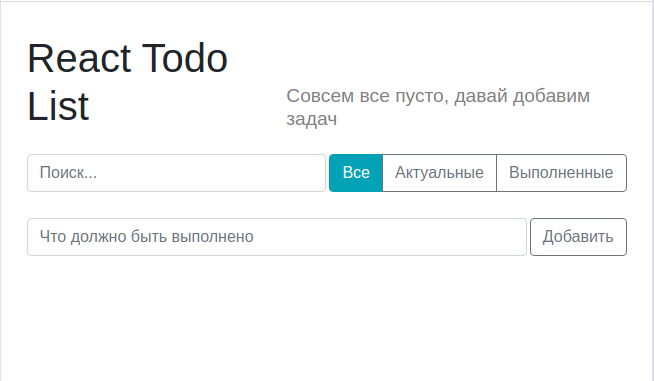 React Todo
List
Совсем все пусто, давай добавим
задач
Поиск...
Все
Актуальные
Выполненные
Что должно быть выполнено
Добавить